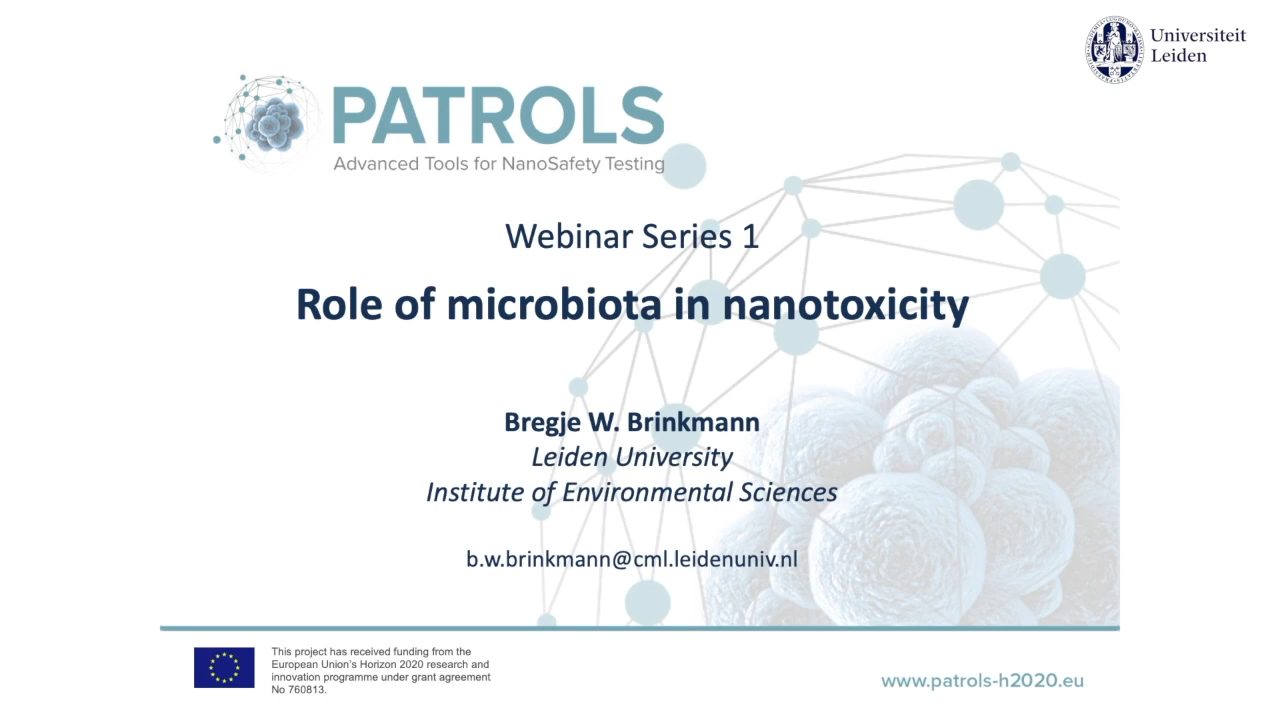 Universiteit
Leiden
PATROLS
Advanced Tools for NanoSafety Testing
Webinar Series 1
Role of microbiota in nanotoxicity
Bregje W. Brinkmann
Leiden University
Institute of Environmental Sciences
b.w.brinkmann@cml.leidenuniv.nl
This project has received funding from the
European Union's Horizon 2020 research and
innovation programme under grant agreement
No 760813.
www.patrols-h2020.eu